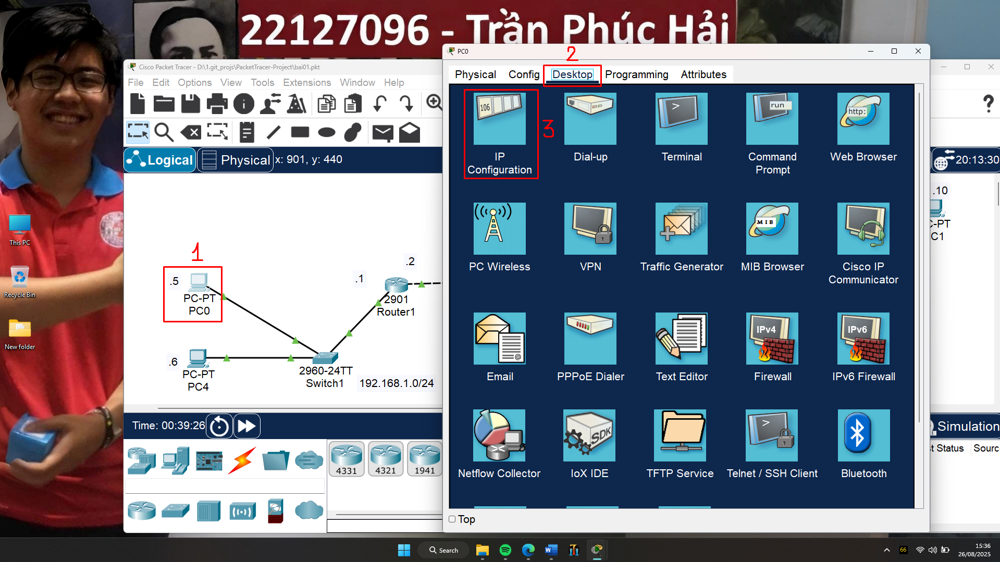 22127096 - Trần Phúc Hải
This PC
Recycle Bin
New folder
Cisco Packet Tracer - D:\1.git_projs\PacketTracer-Project\bai01.pkt
File Edit Options View Tools Extensions Window Help
Logical Physical x: 901, y: 440
1
.5
PC-PT
PC0
.6
PC-PT
PC4
.1
.2
2901
Router1
2960-24TT
Switch1
192.168.1.0/24
Time: 00:39:26
4331 4321 1941
PC0
2
Physical Config Desktop Programming Attributes
3
106
>
run
http:
IP
Configuration
Dial-up
Terminal
Command
Prompt
Web Browser
MIB
PC Wireless
VPN
Traffic Generator
MIB Browser
Cisco IP
Communicator
@
IPv4
IPv6
Email
PPPoE Dialer
Text Editor
Firewall
IPv6 Firewall
SDK
>
Netflow Collector
IoX IDE
TFTP Service
Telnet / SSH Client
Bluetooth
Top
?
20:13:30
.10
C-PT
C1
Simulation
st Status Sourc
Search
66
15:36
26/08/2025